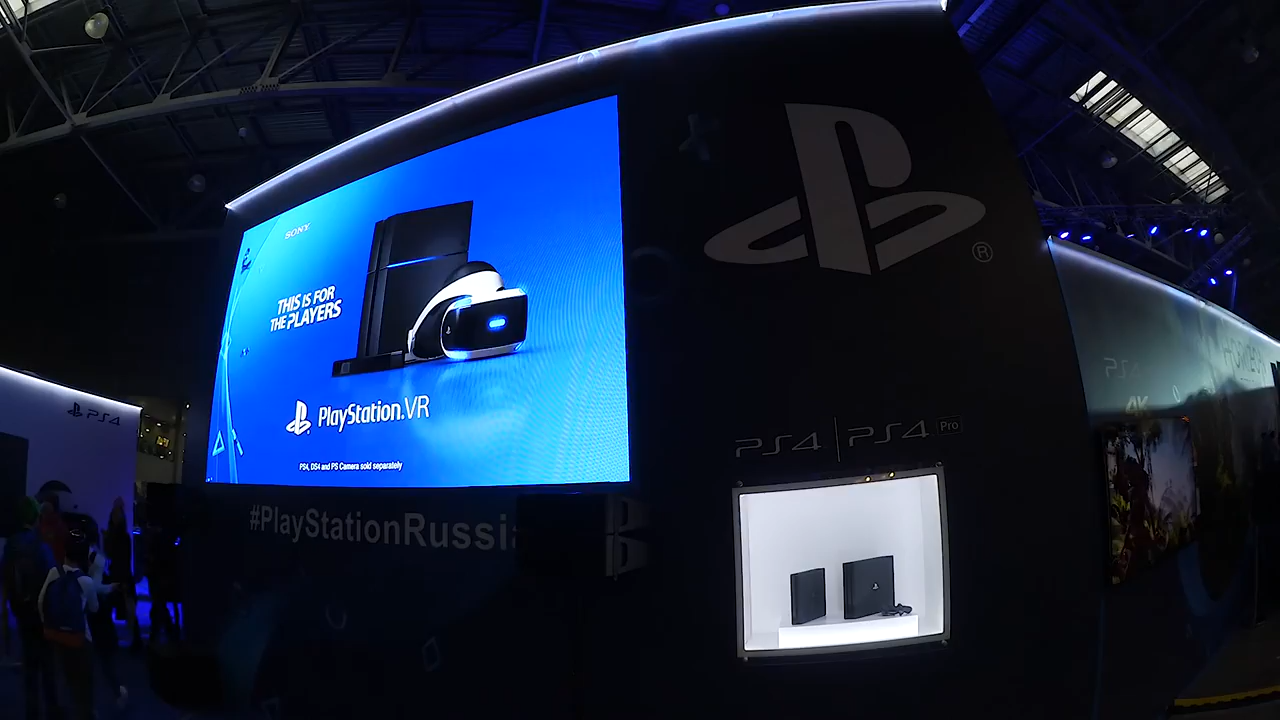 SONY
THIS IS FOR
THE PLAYERS
PlayStation.VR
PS4, DS4 and PS Camera sold separately
#PlayStationRussia
®
PS4 | PS4 Pro
PS4
PS4
4K